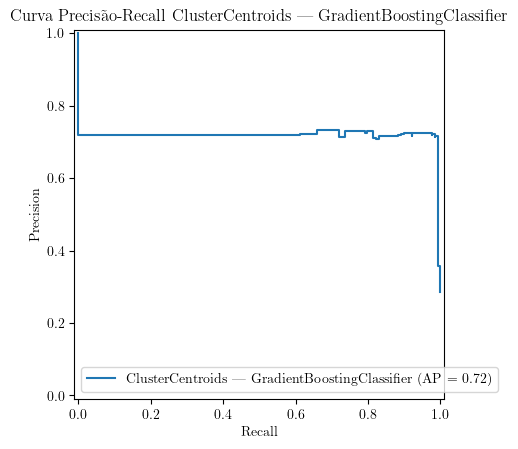 Curva Precisão-Recall ClusterCentroids — GradientBoostingClassifier
1.0
0.8
0.6
0.4
0.2
0.0
Precision
ClusterCentroids — GradientBoostingClassifier (AP = 0.72)
0.0 0.2 0.4 0.6 0.8 1.0
Recall